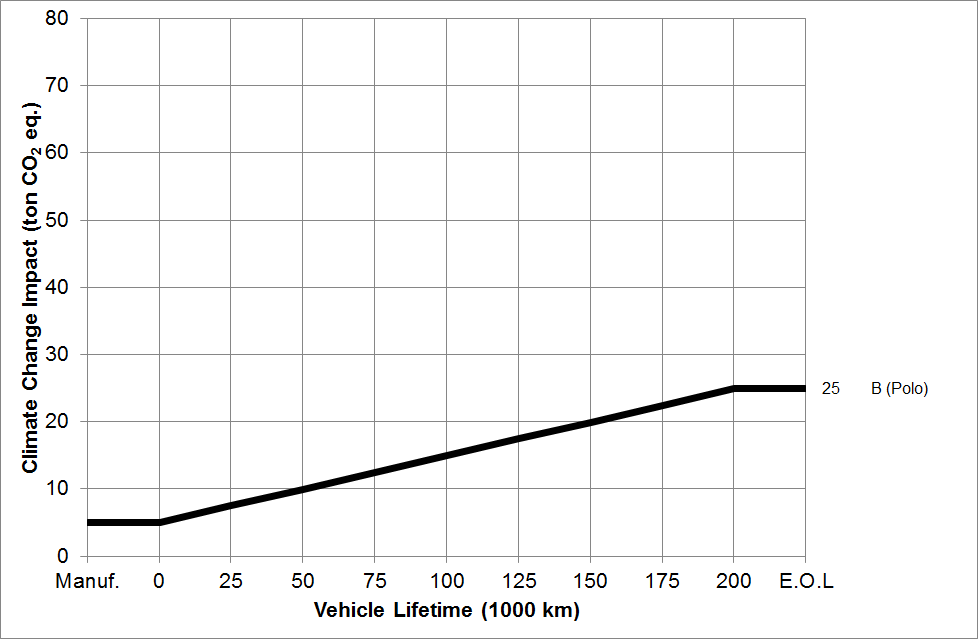 80
70
60
50
40
30
20
10
0
Climate Change Impact (ton CO₂ eq.)
25 B (Polo)
Manuf. 0 25 50 75 100 125 150 175 200 E.O.L
Vehicle Lifetime (1000 km)